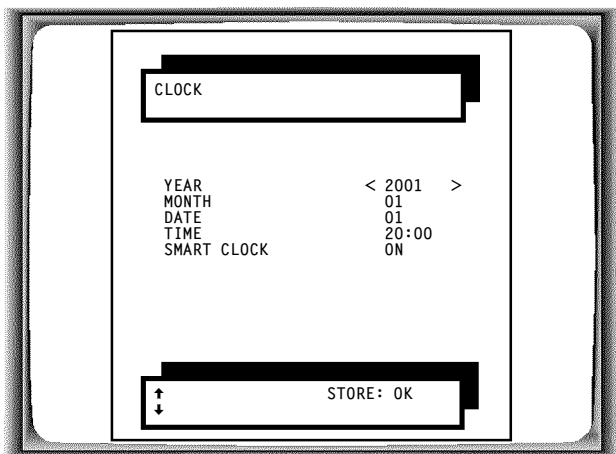 CLOCK
YEAR < 2001 >
MONTH 01
DATE 01
TIME 20:00
SMART CLOCK ON
↑ STORE: OK
↓